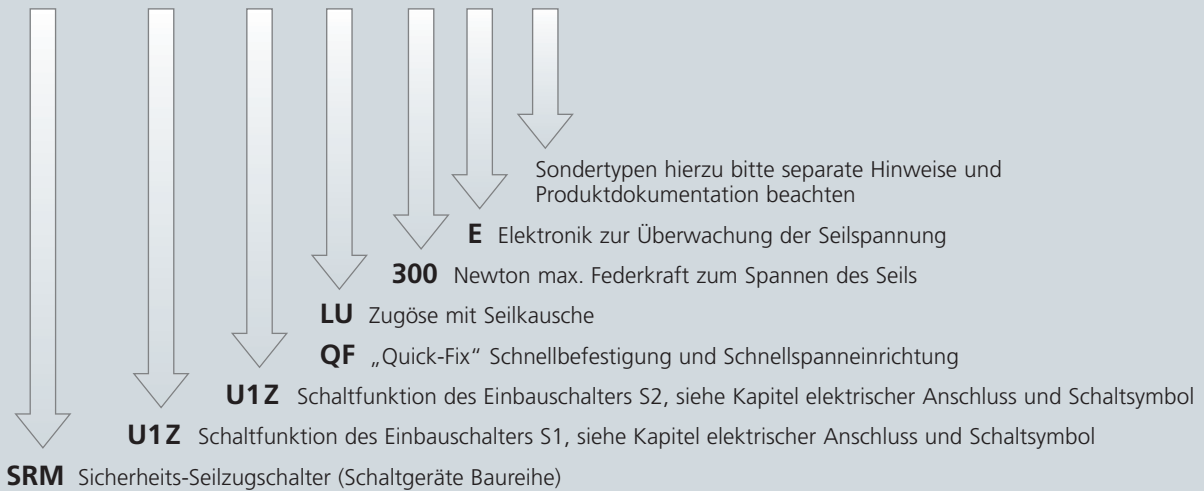 Sondertypen hierzu bitte separate Hinweise und
Produktdokumentation beachten
E Elektronik zur Überwachung der Seilspannung
300 Newton max. Federkraft zum Spannen des Seils
LU Zugöse mit Seilkausche
QF „Quick-Fix“ Schnellbefestigung und Schnellspanneinrichtung
U1Z Schaltfunktion des Einbauschalters S2, siehe Kapitel elektrischer Anschluss und Schaltsymbol
U1Z Schaltfunktion des Einbauschalters S1, siehe Kapitel elektrischer Anschluss und Schaltsymbol
SRM Sicherheits-Seilzugschalter (Schaltgeräte Baureihe)